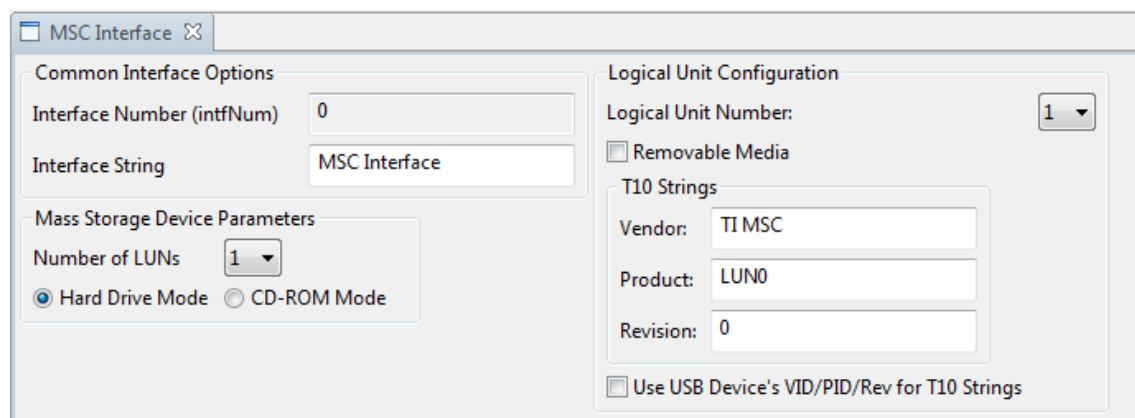 MSC Interface
Common Interface Options
Interface Number (intfNum) 0
Interface String MSC Interface
Mass Storage Device Parameters
Number of LUNs 1
Hard Drive Mode CD-ROM Mode
Logical Unit Configuration
Logical Unit Number: 1
Removable Media
T10 Strings
Vendor: TI MSC
Product: LUN0
Revision: 0
Use USB Device's VID/PID/Rev for T10 Strings